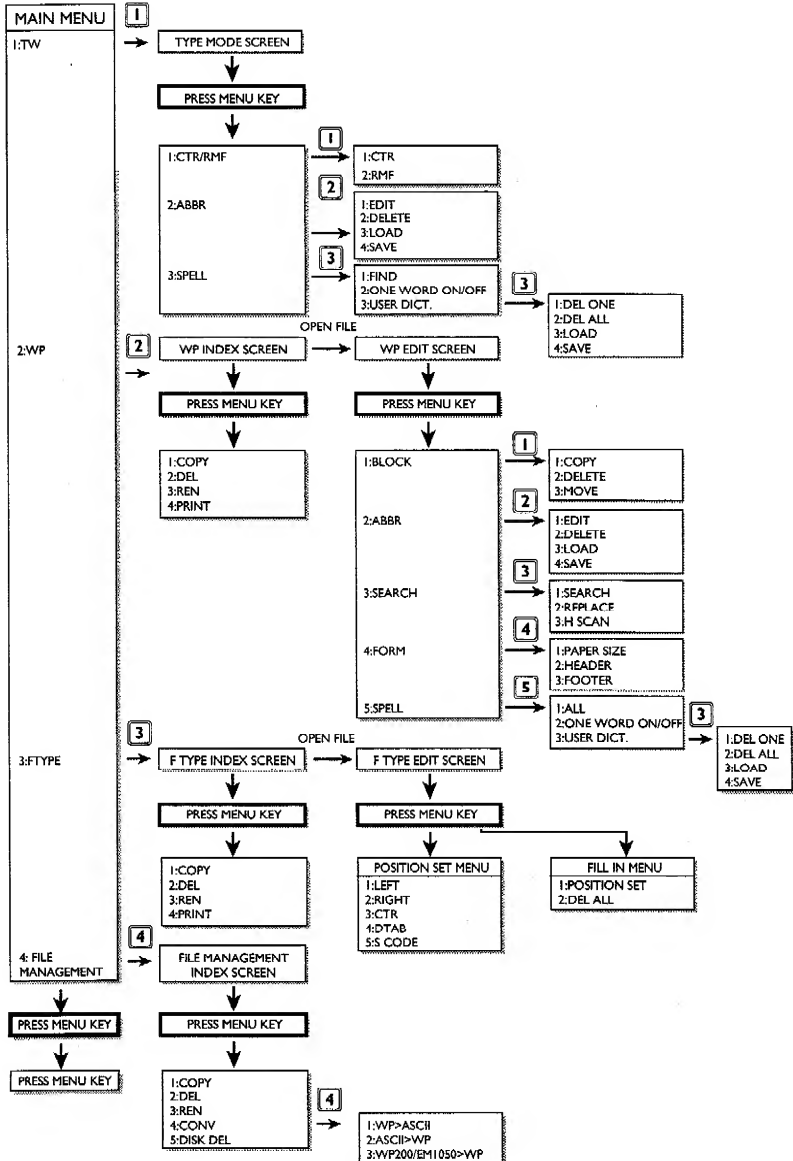 MAIN MENU
1
1:TW
TYPE MODE SCREEN
PRESS MENU KEY
1:CTR/RMF
1
1:CTR
2:RMF
2:ABBR
2
1:EDIT
2:DELETE
3:LOAD
4:SAVE
3:SPELL
3
1:FIND
2:ONE WORD ON/OFF
3:USER DICT.
3
1:DEL ONE
2:DEL ALL
3:LOAD
4:SAVE
2:WP
2
WP INDEX SCREEN
OPEN FILE
WP EDIT SCREEN
PRESS MENU KEY
PRESS MENU KEY
1:COPY
2:DEL
3:REN
4:PRINT
1:BLOCK
1
1:COPY
2:DELETE
3:MOVE
2:ABBR
2
1:EDIT
2:DELETE
3:LOAD
4:SAVE
3:SEARCH
3
1:SEARCH
2:REPLACE
3:H SCAN
4:FORM
4
1:PAPER SIZE
2:HEADER
3:FOOTER
5:SPELL
5
1:ALL
2:ONE WORD ON/OFF
3:USER DICT.
3
1:DEL ONE
2:DEL ALL
3:LOAD
4:SAVE
3:FTYPE
3
F TYPE INDEX SCREEN
OPEN FILE
F TYPE EDIT SCREEN
PRESS MENU KEY
PRESS MENU KEY
1:COPY
2:DEL
3:REN
4:PRINT
POSITION SET MENU
1:LEFT
2:RIGHT
3:CTR
4:DTAB
5:S CODE
FILL IN MENU
1:POSITION SET
2:DEL ALL
4: FILE
MANAGEMENT
4
FILE MANAGEMENT
INDEX SCREEN
PRESS MENU KEY
PRESS MENU KEY
PRESS MENU KEY
1:COPY
2:DEL
3:REN
4:CONV
5:DISK DEL
4
1:WP>ASCII
2:ASCII>WP
3:WP200/EM1050>WP